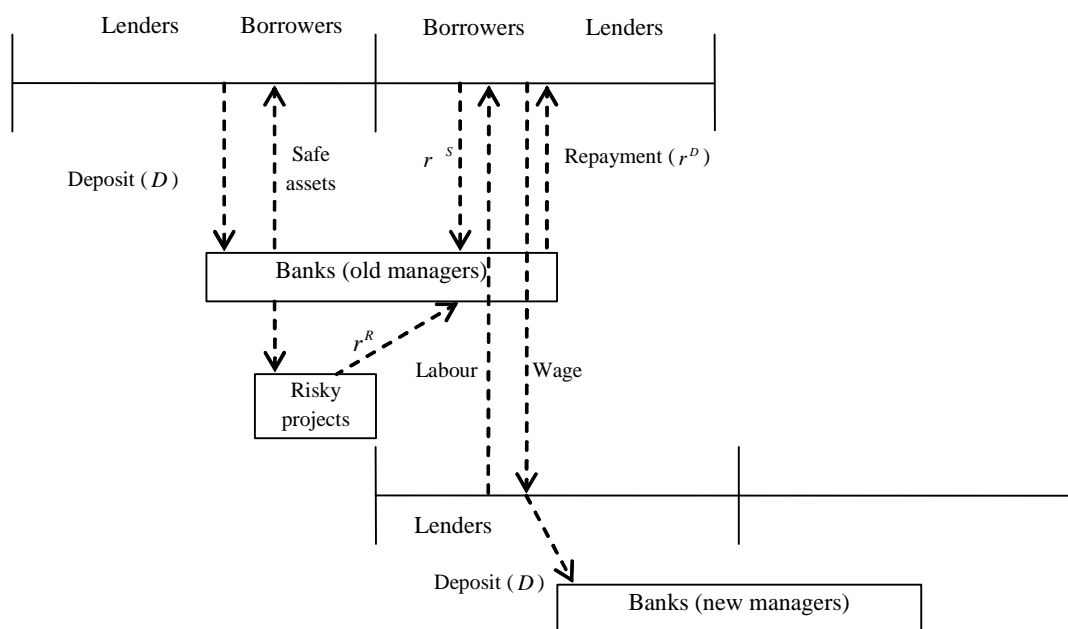 Lenders Borrowers Borrowers Lenders
Safe
assets
Deposit (D)
r S
Repayment (r^D)
Banks (old managers)
r^R
Labour
Wage
Risky
projects
Lenders
Deposit (D)
Banks (new managers)